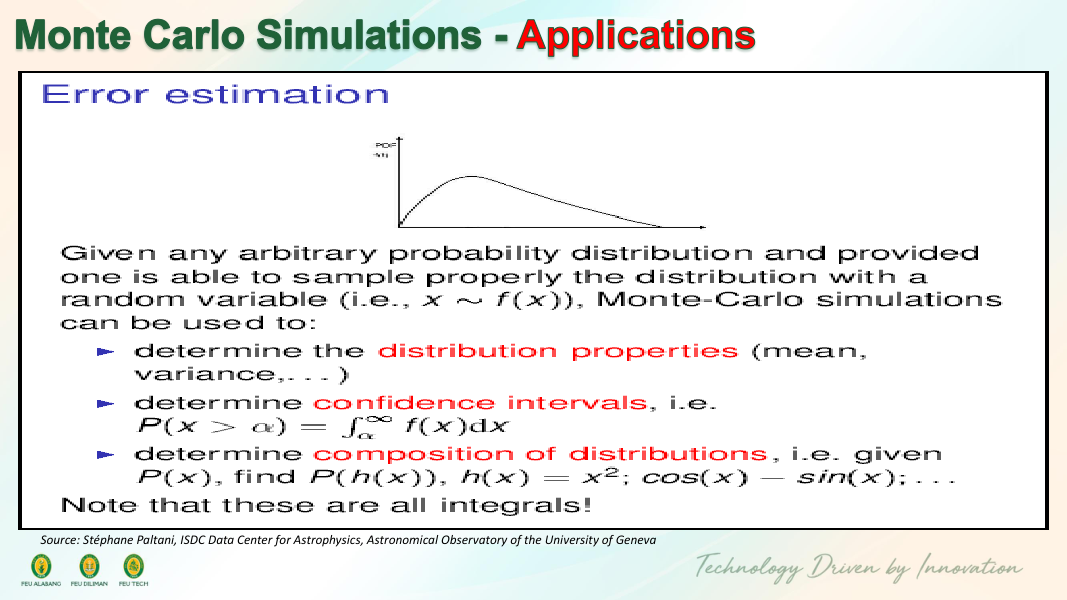 Monte Carlo Simulations - Applications
Error estimation
PDF
Given any arbitrary probability distribution and provided
one is able to sample properly the distribution with a
random variable (i.e., x ∼ f(x)), Monte-Carlo simulations
can be used to:
► determine the distribution properties (mean,
variance,. . . )
► determine confidence intervals, i.e.
P(x > α) = ∫_α^∞ f(x)dx
► determine composition of distributions, i.e. given
P(x), find P(h(x)), h(x) = x²; cos(x) − sin(x); . . .
Note that these are all integrals!
Source: Stéphane Paltani, ISDC Data Center for Astrophysics, Astronomical Observatory of the University of Geneva
FEU ALABANG FEU DILIMAN FEU TECH
Technology Driven by Innovation